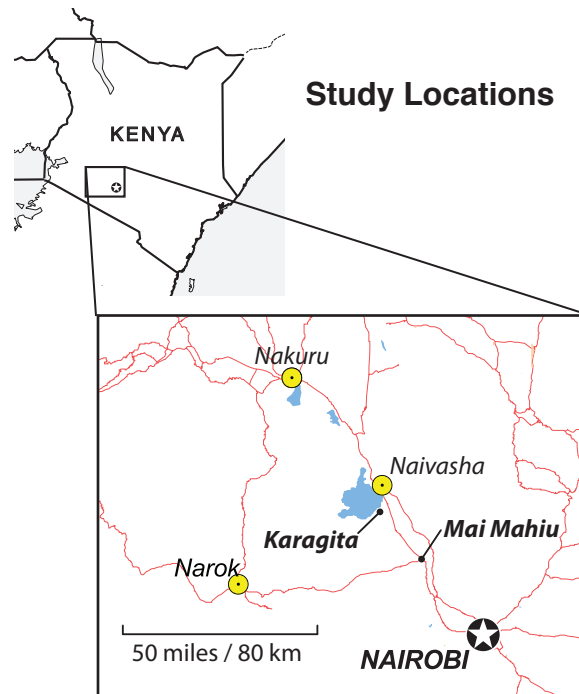 Study Locations
KENYA
Nakuru
Naivasha
Karagita
Mai Mahiu
Narok
50 miles / 80 km
NAIROBI